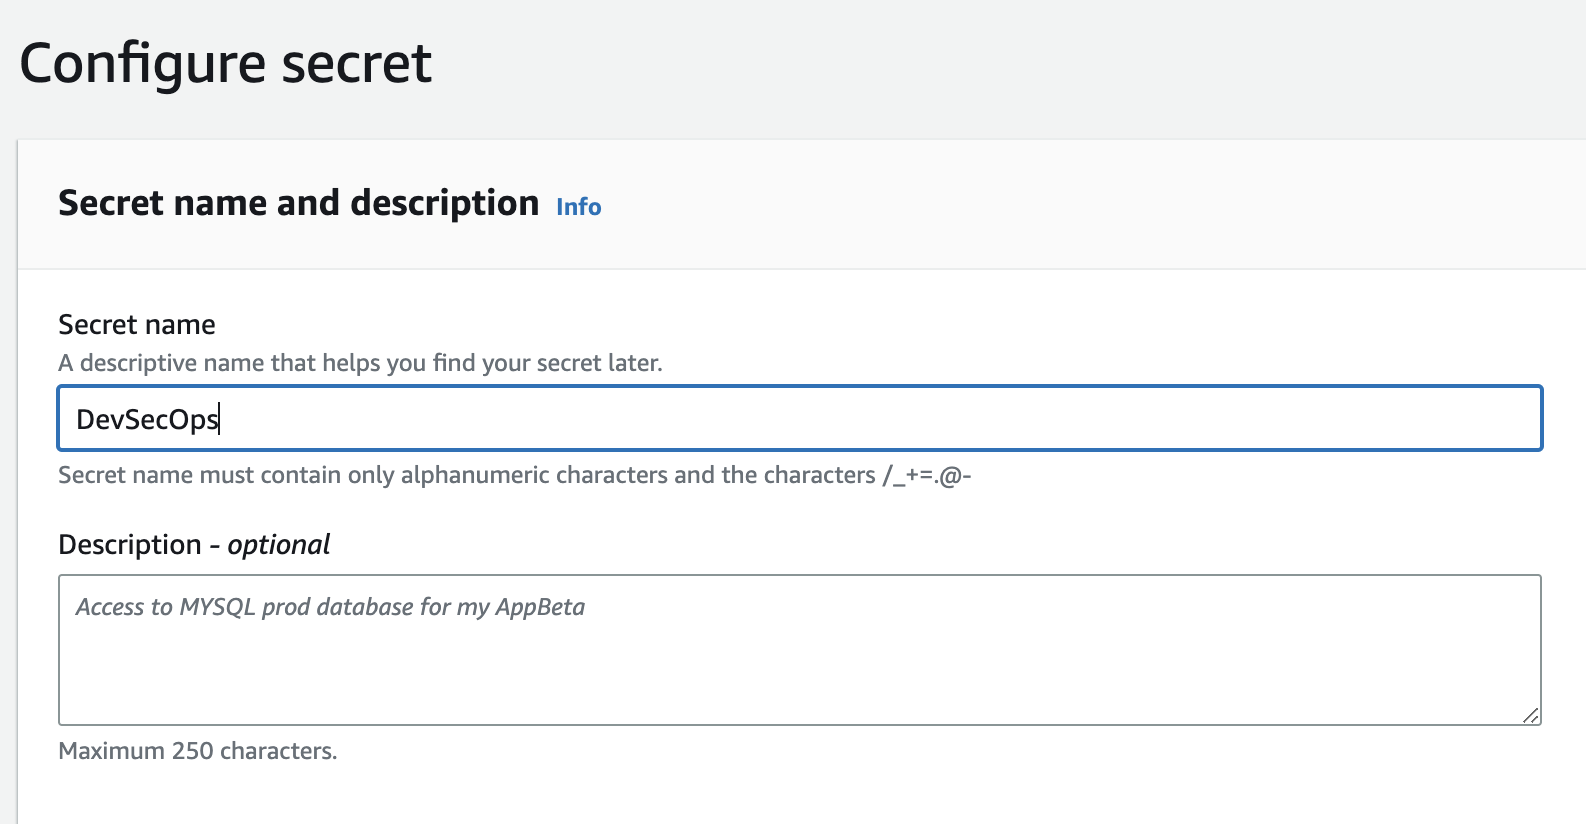 Configure secret
Secret name and description Info
Secret name
A descriptive name that helps you find your secret later.
DevSecOps
Secret name must contain only alphanumeric characters and the characters /_+=.@-
Description - optional
Access to MYSQL prod database for my AppBeta
Maximum 250 characters.